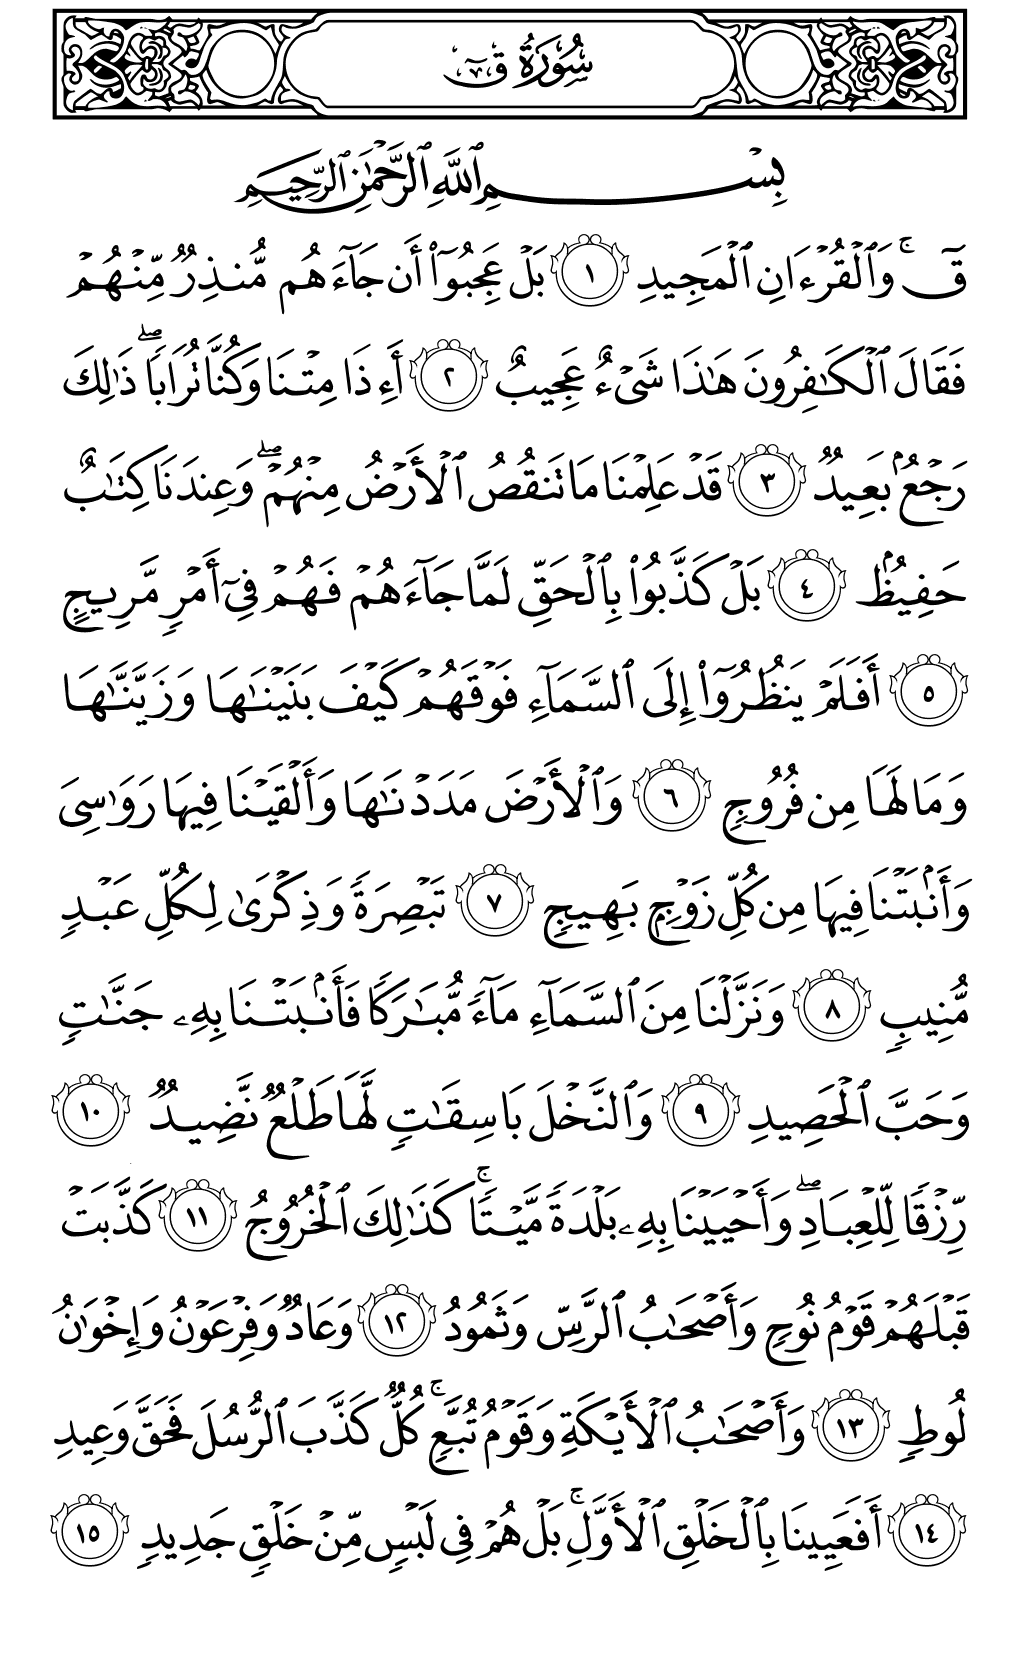 سُورَةُ قٓ
بِسْمِ ٱللَّهِ ٱلرَّحْمَٰنِ ٱلرَّحِيمِ
قٓ ۚ وَٱلْقُرْءَانِ ٱلْمَجِيدِ ١ بَلْ عَجِبُوٓا۟ أَن جَآءَهُم مُّنذِرٌ مِّنْهُمْ
فَقَالَ ٱلْكَٰفِرُونَ هَٰذَا شَىْءٌ عَجِيبٌ ٢ أَءِذَا مِتْنَا وَكُنَّا تُرَابًا ۖ ذَٰلِكَ
رَجْعٌۢ بَعِيدٌ ٣ قَدْ عَلِمْنَا مَا تَنقُصُ ٱلْأَرْضُ مِنْهُمْ ۖ وَعِندَنَا كِتَٰبٌ
حَفِيظٌۢ ٤ بَلْ كَذَّبُوا۟ بِٱلْحَقِّ لَمَّا جَآءَهُمْ فَهُمْ فِىٓ أَمْرٍ مَّرِيجٍ
٥ أَفَلَمْ يَنظُرُوٓا۟ إِلَى ٱلسَّمَآءِ فَوْقَهُمْ كَيْفَ بَنَيْنَٰهَا وَزَيَّنَّٰهَا
وَمَا لَهَا مِن فُرُوجٍ ٦ وَٱلْأَرْضَ مَدَدْنَٰهَا وَأَلْقَيْنَا فِيهَا رَوَٰسِىَ
وَأَنۢبَتْنَا فِيهَا مِن كُلِّ زَوْجٍۭ بَهِيجٍ ٧ تَبْصِرَةً وَذِكْرَىٰ لِكُلِّ عَبْدٍ
مُّنِيبٍ ٨ وَنَزَّلْنَا مِنَ ٱلسَّمَآءِ مَآءً مُّبَٰرَكًا فَأَنۢبَتْنَا بِهِۦ جَنَّٰتٍ
وَحَبَّ ٱلْحَصِيدِ ٩ وَٱلنَّخْلَ بَاسِقَٰتٍ لَّهَا طَلْعٌ نَّضِيدٌ ١٠
رِّزْقًا لِّلْعِبَادِ ۖ وَأَحْيَيْنَا بِهِۦ بَلْدَةً مَّيْتًا ۚ كَذَٰلِكَ ٱلْخُرُوجُ ١١ كَذَّبَتْ
قَبْلَهُمْ قَوْمُ نُوحٍ وَأَصْحَٰبُ ٱلرَّسِّ وَثَمُودُ ١٢ وَعَادٌ وَفِرْعَوْنُ وَإِخْوَٰنُ
لُوطٍ ١٣ وَأَصْحَٰبُ ٱلْأَيْكَةِ وَقَوْمُ تُبَّعٍ ۚ كُلٌّ كَذَّبَ ٱلرُّسُلَ فَحَقَّ وَعِيدِ
١٤ أَفَعَيِينَا بِٱلْخَلْقِ ٱلْأَوَّلِ ۚ بَلْ هُمْ فِى لَبْسٍ مِّنْ خَلْقٍ جَدِيدٍ ١٥